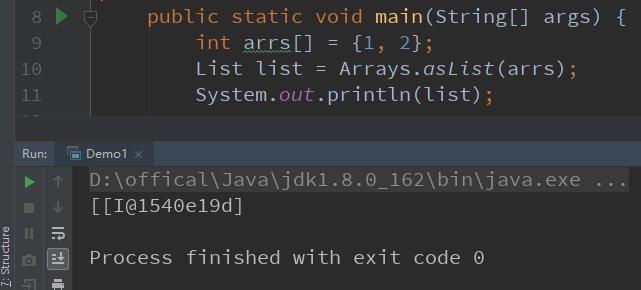 8 public static void main(String[] args) {
9 int arrs[] = {1, 2};
10 List list = Arrays.asList(arrs);
11 System.out.println(list);
Run: Demo1 ×
D:\offical\Java\jdk1.8.0_162\bin\java.exe ...
[[I@1540e19d]
Process finished with exit code 0
7: Structure